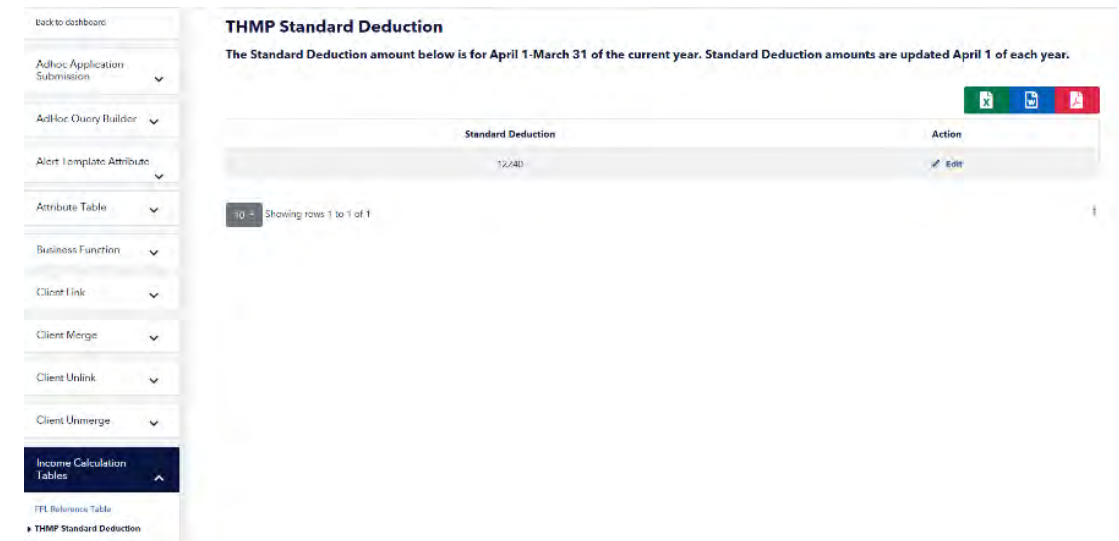 Back to dashboard
Adhoc Application
Submission
AdHoc Query Builder
Alert Template Attribute
Attribute Table
Business Function
Client Link
Client Merge
Client Unlink
Client Unmerge
Income Calculation
Tables
FPL Reference Table
THMP Standard Deduction
THMP Standard Deduction
The Standard Deduction amount below is for April 1-March 31 of the current year. Standard Deduction amounts are updated April 1 of each year.
Standard Deduction Action
Edit
10 Showing rows 1 to 1 of 1